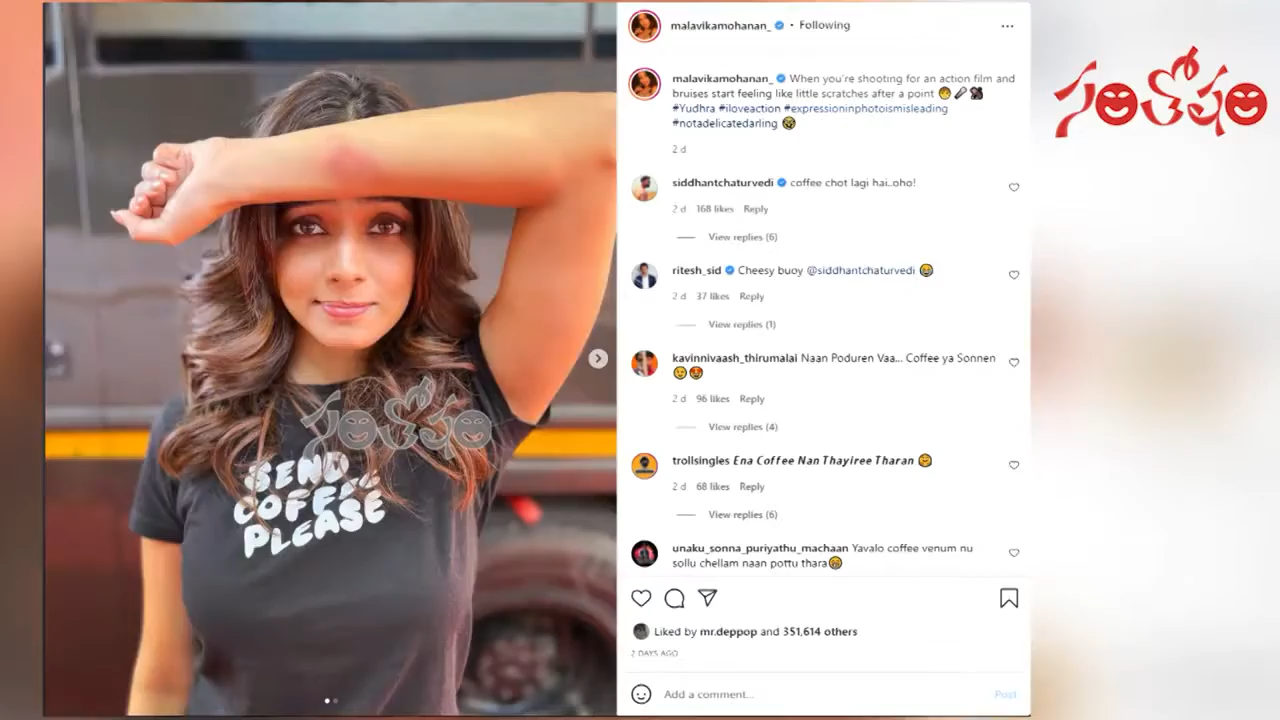 malavikamohanan_ • Following
malavikamohanan_ When you're shooting for an action film and
bruises start feeling like little scratches after a point
#Yudhra #iloveaction #expressioninphotoismisleading
#notadelicatedarling
2 d
siddhantchaturvedi coffee chot lagi hai..oho!
2 d 168 likes Reply
View replies (6)
ritesh_sid Cheesy buoy @siddhantchaturvedi 😂
2 d 37 likes Reply
View replies (1)
kavinnivaash_thirumalai Naan Poduren Vaa... Coffee ya Sonnen
😉😍
2 d 96 likes Reply
View replies (4)
trollsingles Ena Coffee Nan Thayiree Tharan
2 d 68 likes Reply
View replies (6)
unaku_sonna_puriyathu_machaan Yavalo coffee venum nu
sollu chellam naan pottu thara
Liked by mr.deppop and 351,614 others
2 DAYS AGO
Add a comment...
Post
SEND
COFFEE
PLEASE
సంతోషం
సంతోషం